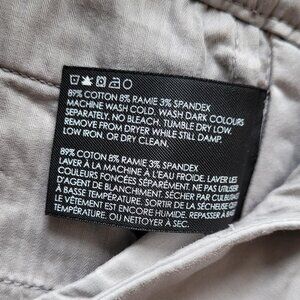 89% COTTON 8% RAMIE 3% SPANDEX
MACHINE WASH COLD. WASH DARK COLOURS
SEPARATELY. NO BLEACH. TUMBLE DRY LOW.
REMOVE FROM DRYER WHILE STILL DAMP.
LOW IRON, OR DRY CLEAN.
89% COTTON 8% RAMIE 3% SPANDEX
LAVER À LA MACHINE À L'EAU FROIDE. LAVER LES
COULEURS FONCÉES SÉPARÉMENT. NE PAS UTILISER
D'AGENT DE BLANCHIMENT. SÉCHER PAR CULBUTAGE
À BASSE TEMPÉRATURE. SORTIR DE LA SÉCHEUSE
LE VÊTEMENT EST ENCORE HUMIDE. REPASSER À BASSE
TEMPÉRATURE, OU NETTOYER À SEC.